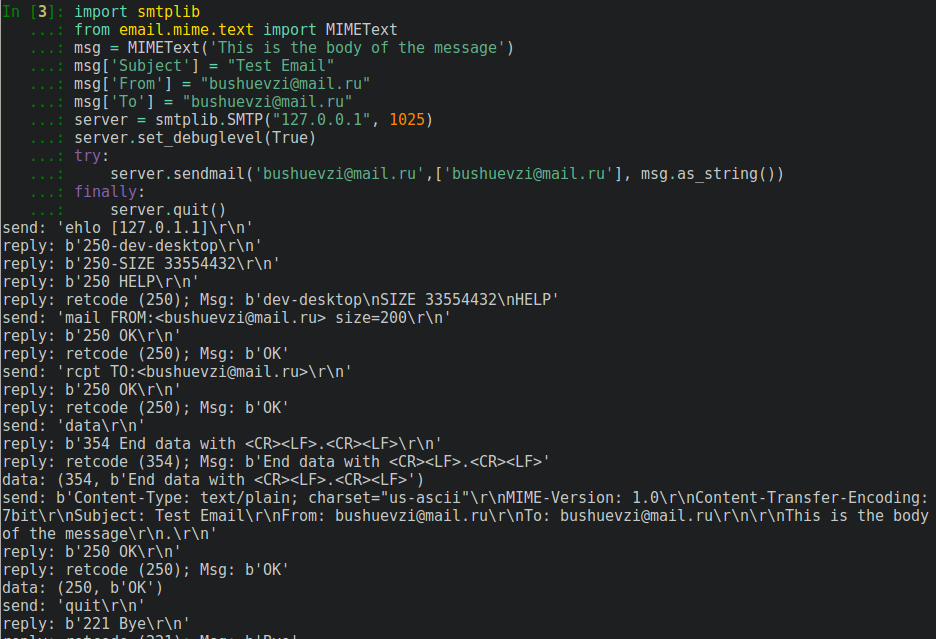 In [3]: import smtplib
...: from email.mime.text import MIMEText
...: msg = MIMEText('This is the body of the message')
...: msg['Subject'] = "Test Email"
...: msg['From'] = "bushuevzi@mail.ru"
...: msg['To'] = "bushuevzi@mail.ru"
...: server = smtplib.SMTP("127.0.0.1", 1025)
...: server.set_debuglevel(True)
...: try:
...:     server.sendmail('bushuevzi@mail.ru',['bushuevzi@mail.ru'], msg.as_string())
...: finally:
...:     server.quit()
send: 'ehlo [127.0.1.1]\r\n'
reply: b'250-dev-desktop\r\n'
reply: b'250-SIZE 33554432\r\n'
reply: b'250 HELP\r\n'
reply: retcode (250); Msg: b'dev-desktop\nSIZE 33554432\nHELP'
send: 'mail FROM:<bushuevzi@mail.ru> size=200\r\n'
reply: b'250 OK\r\n'
reply: retcode (250); Msg: b'OK'
send: 'rcpt TO:<bushuevzi@mail.ru>\r\n'
reply: b'250 OK\r\n'
reply: retcode (250); Msg: b'OK'
send: 'data\r\n'
reply: b'354 End data with <CR><LF>.<CR><LF>\r\n'
reply: retcode (354); Msg: b'End data with <CR><LF>.<CR><LF>'
data: (354, b'End data with <CR><LF>.<CR><LF>')
send: b'Content-Type: text/plain; charset="us-ascii"\r\nMIME-Version: 1.0\r\nContent-Transfer-Encoding:
7bit\r\nSubject: Test Email\r\nFrom: bushuevzi@mail.ru\r\nTo: bushuevzi@mail.ru\r\n\r\nThis is the body
of the message\r\n.\r\n'
reply: b'250 OK\r\n'
reply: retcode (250); Msg: b'OK'
data: (250, b'OK')
send: 'quit\r\n'
reply: b'221 Bye\r\n'
reply: retcode (221); Msg: b'Bye'